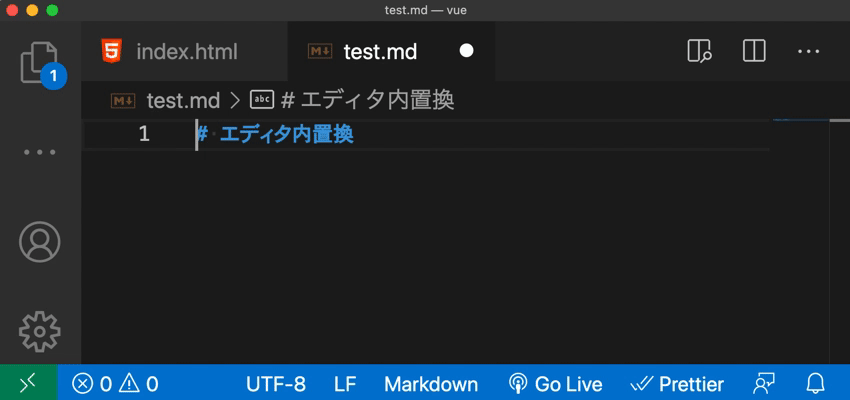 test.md — vue
index.html
test.md
test.md > # エディタ内置換
1
1 # エディタ内置換
0 0 UTF-8 LF Markdown Go Live Prettier